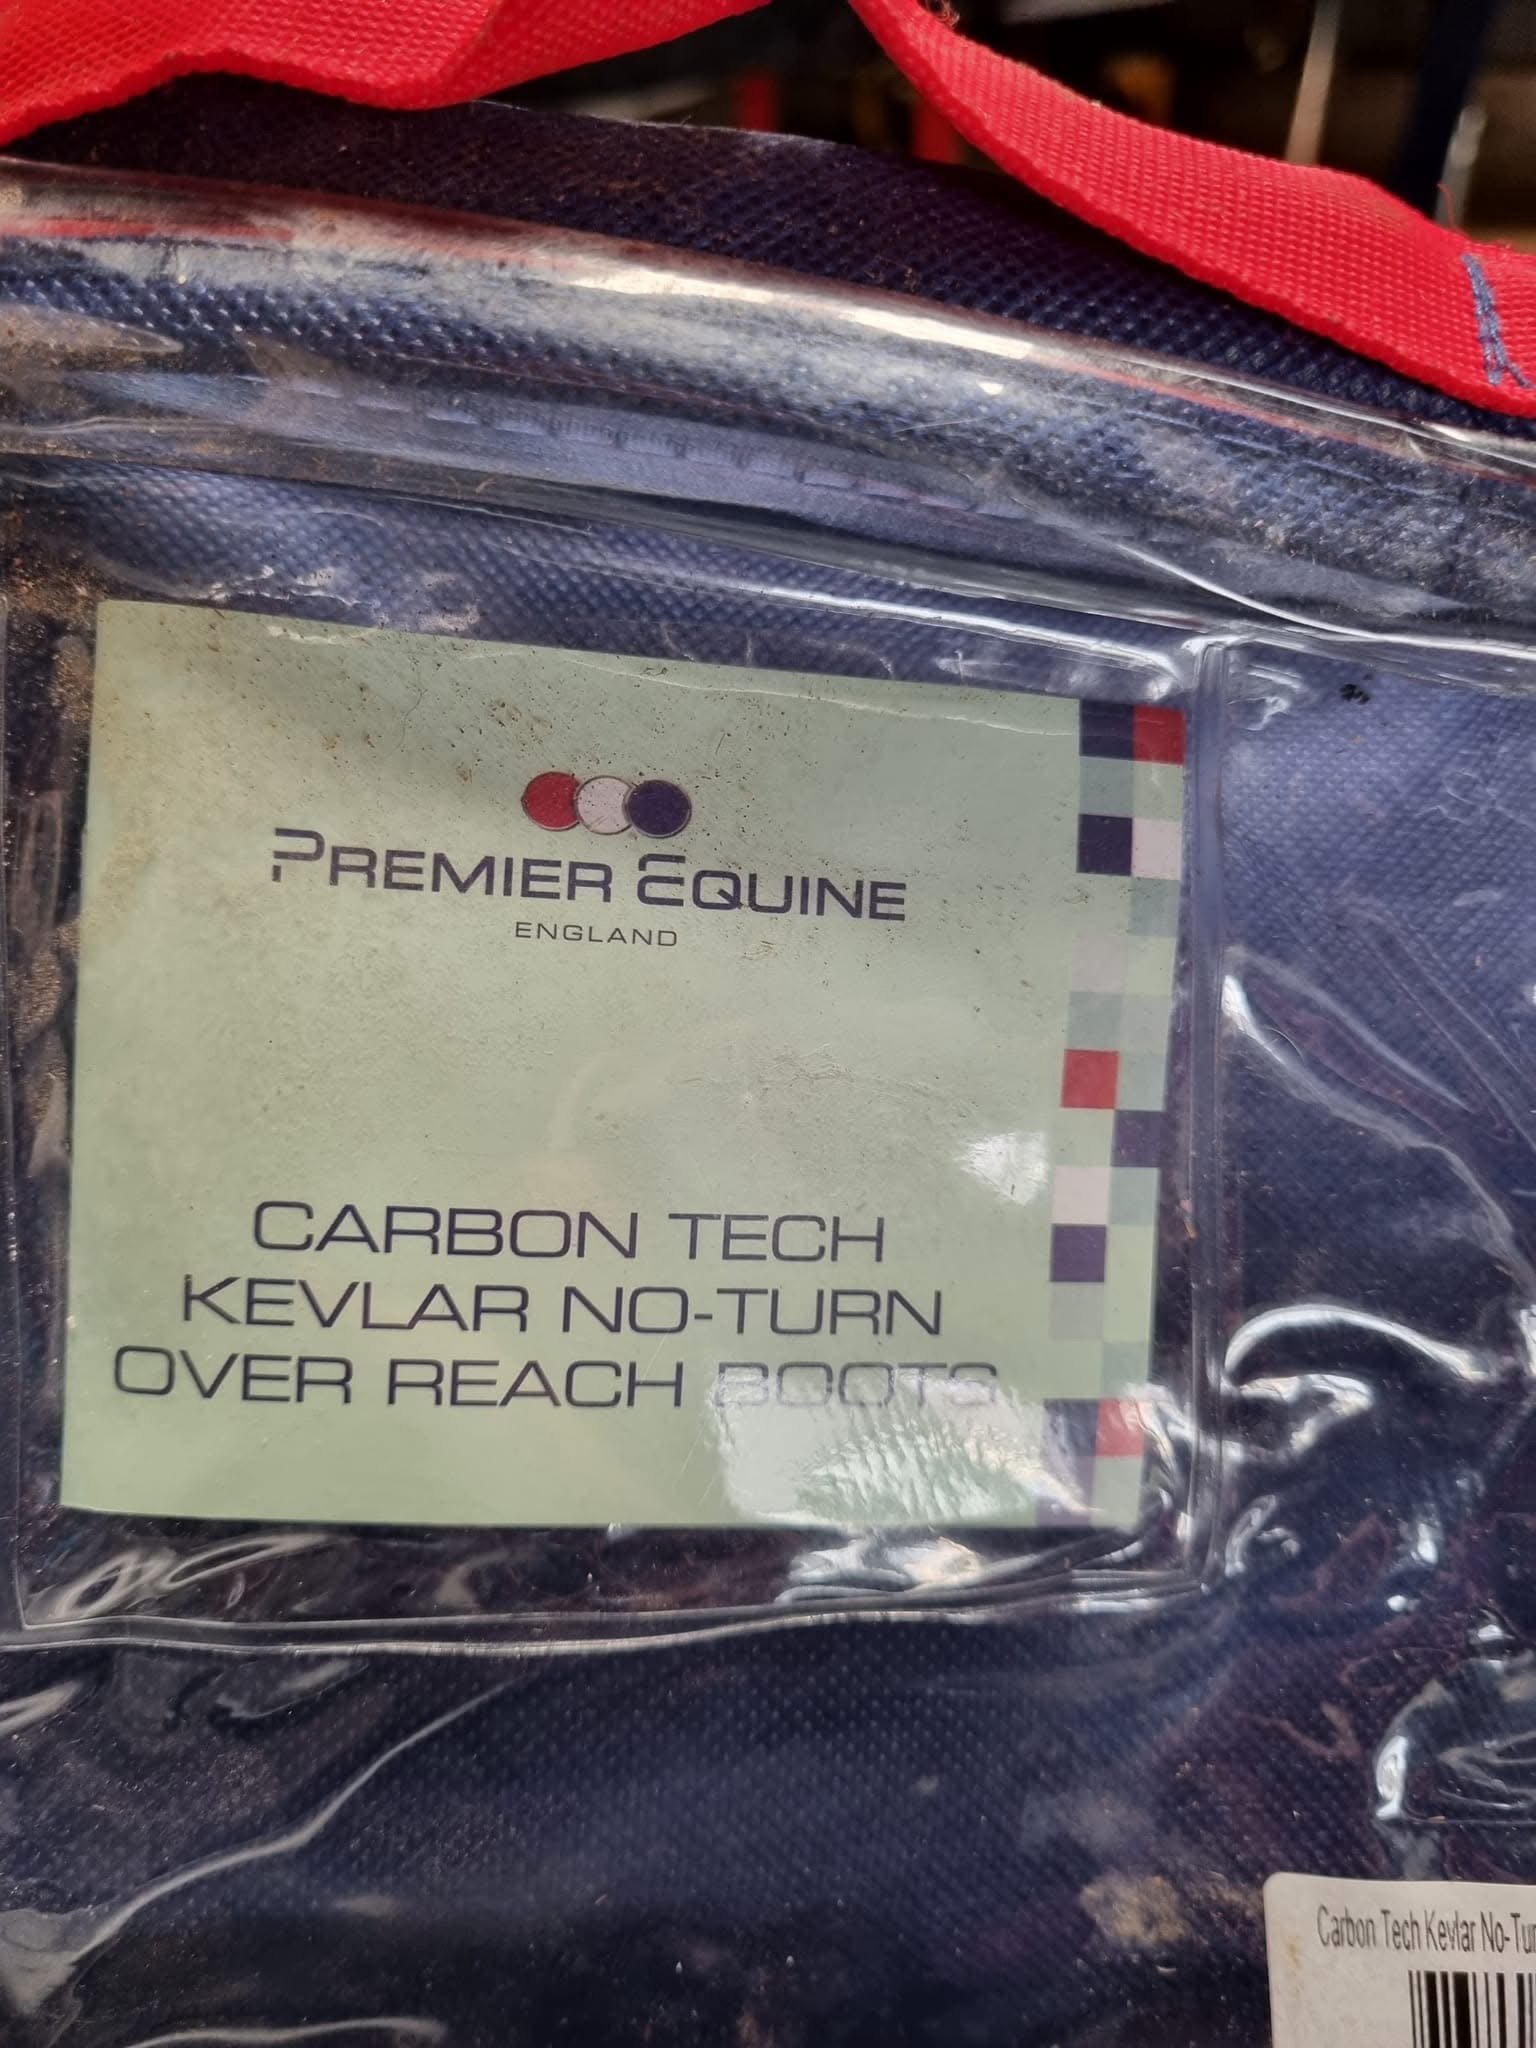 PREMIER EQUINE
ENGLAND
CARBON TECH
KEVLAR NO-TURN
OVER REACH BOOTS
Carbon Tech Kevlar No-Tur